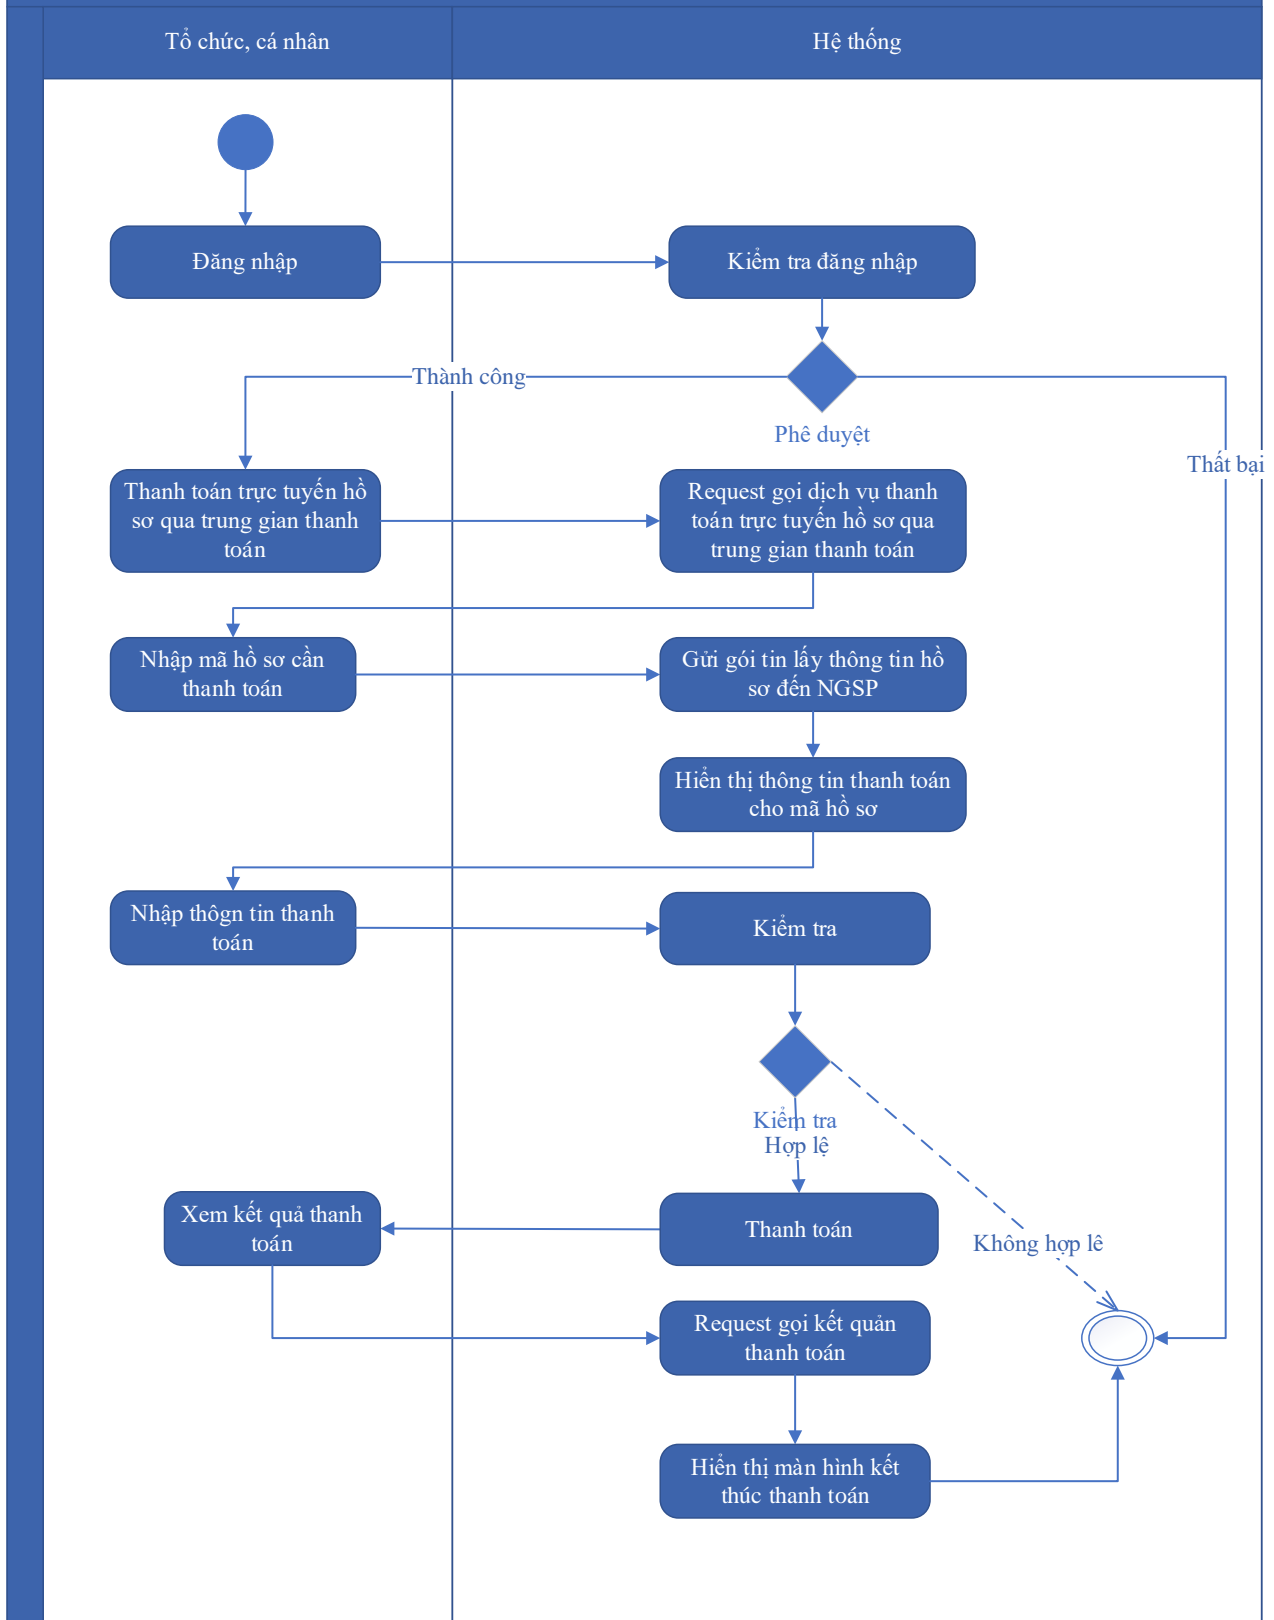 Tổ chức, cá nhân
Hệ thống
Đăng nhập
Kiểm tra đăng nhập
Thành công
Phê duyệt
Thất bại
Thanh toán trực tuyến hồ
sơ qua trung gian thanh
toán
Request gọi dịch vụ thanh
toán trực tuyến hồ sơ qua
trung gian thanh toán
Nhập mã hồ sơ cần
thanh toán
Gửi gói tin lấy thông tin hồ
sơ đến NGSP
Hiển thị thông tin thanh toán
cho mã hồ sơ
Nhập thôgn tin thanh
toán
Kiểm tra
Kiểm tra
Hợp lệ
Xem kết quả thanh
toán
Thanh toán
Không hợp lê
Request gọi kết quản
thanh toán
Hiển thị màn hình kết
thúc thanh toán